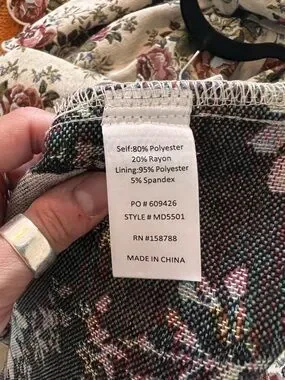 Self:80% Polyester
20% Rayon
Lining:95% Polyester
5% Spandex
PO # 609426
STYLE # MD5501
RN #158788
MADE IN CHINA